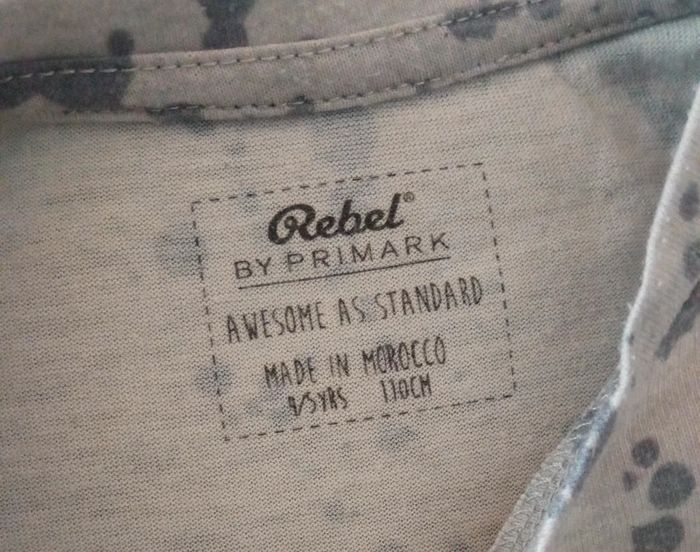 Rebel®
BY PRIMARK
AWESOME AS STANDARD
MADE IN MOROCCO
4/5YRS 110CM